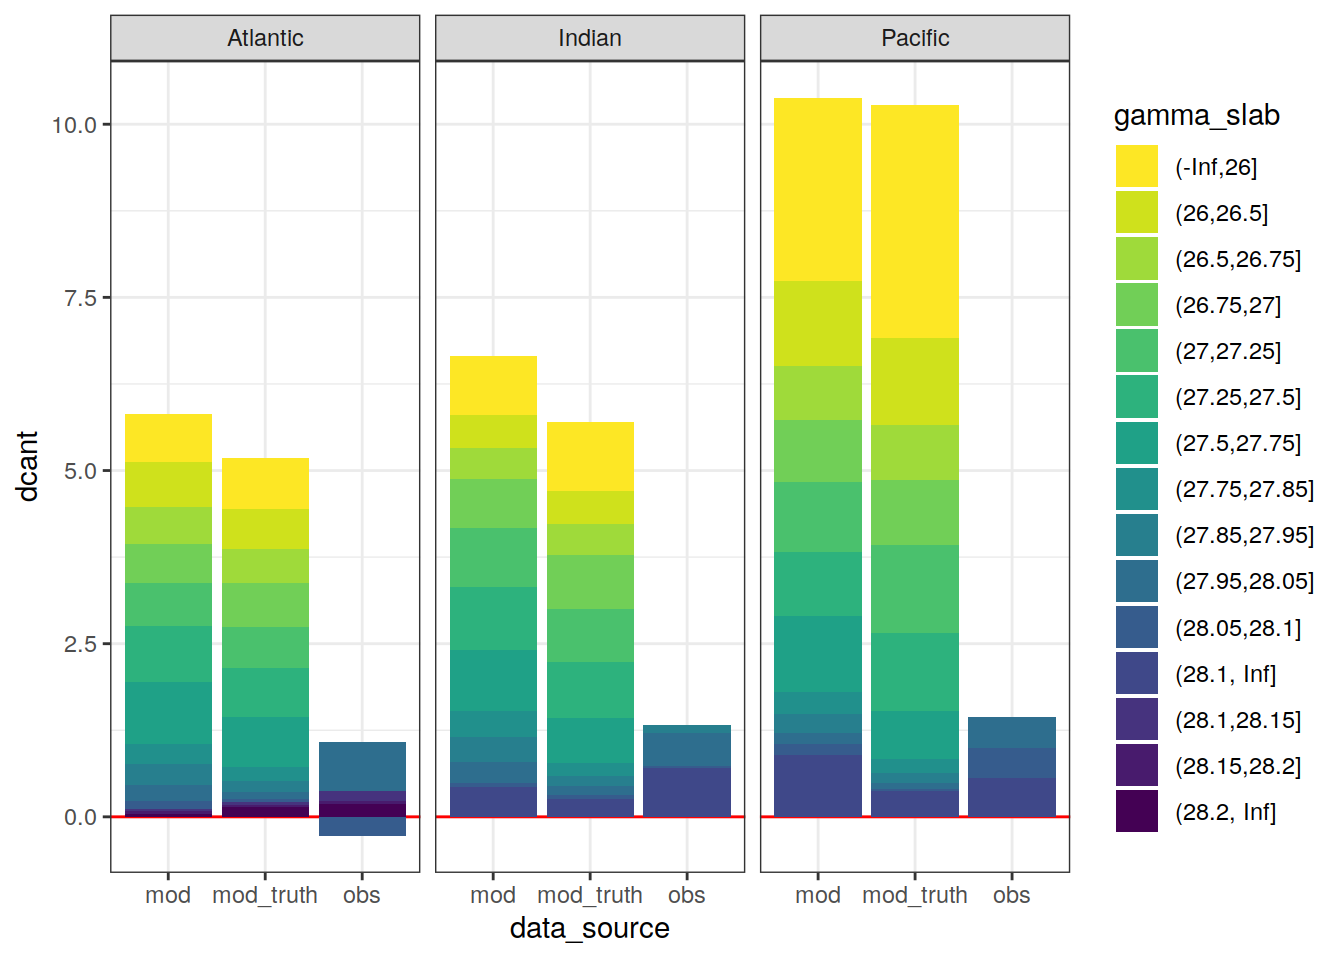 Atlantic
Indian
Pacific
10.0
7.5
5.0
2.5
0.0
dcant
mod
mod_truth
obs
mod
mod_truth
obs
mod
mod_truth
obs
data_source
gamma_slab
(-Inf,26]
(26,26.5]
(26.5,26.75]
(26.75,27]
(27,27.25]
(27.25,27.5]
(27.5,27.75]
(27.75,27.85]
(27.85,27.95]
(27.95,28.05]
(28.05,28.1]
(28.1, Inf]
(28.1,28.15]
(28.15,28.2]
(28.2, Inf]